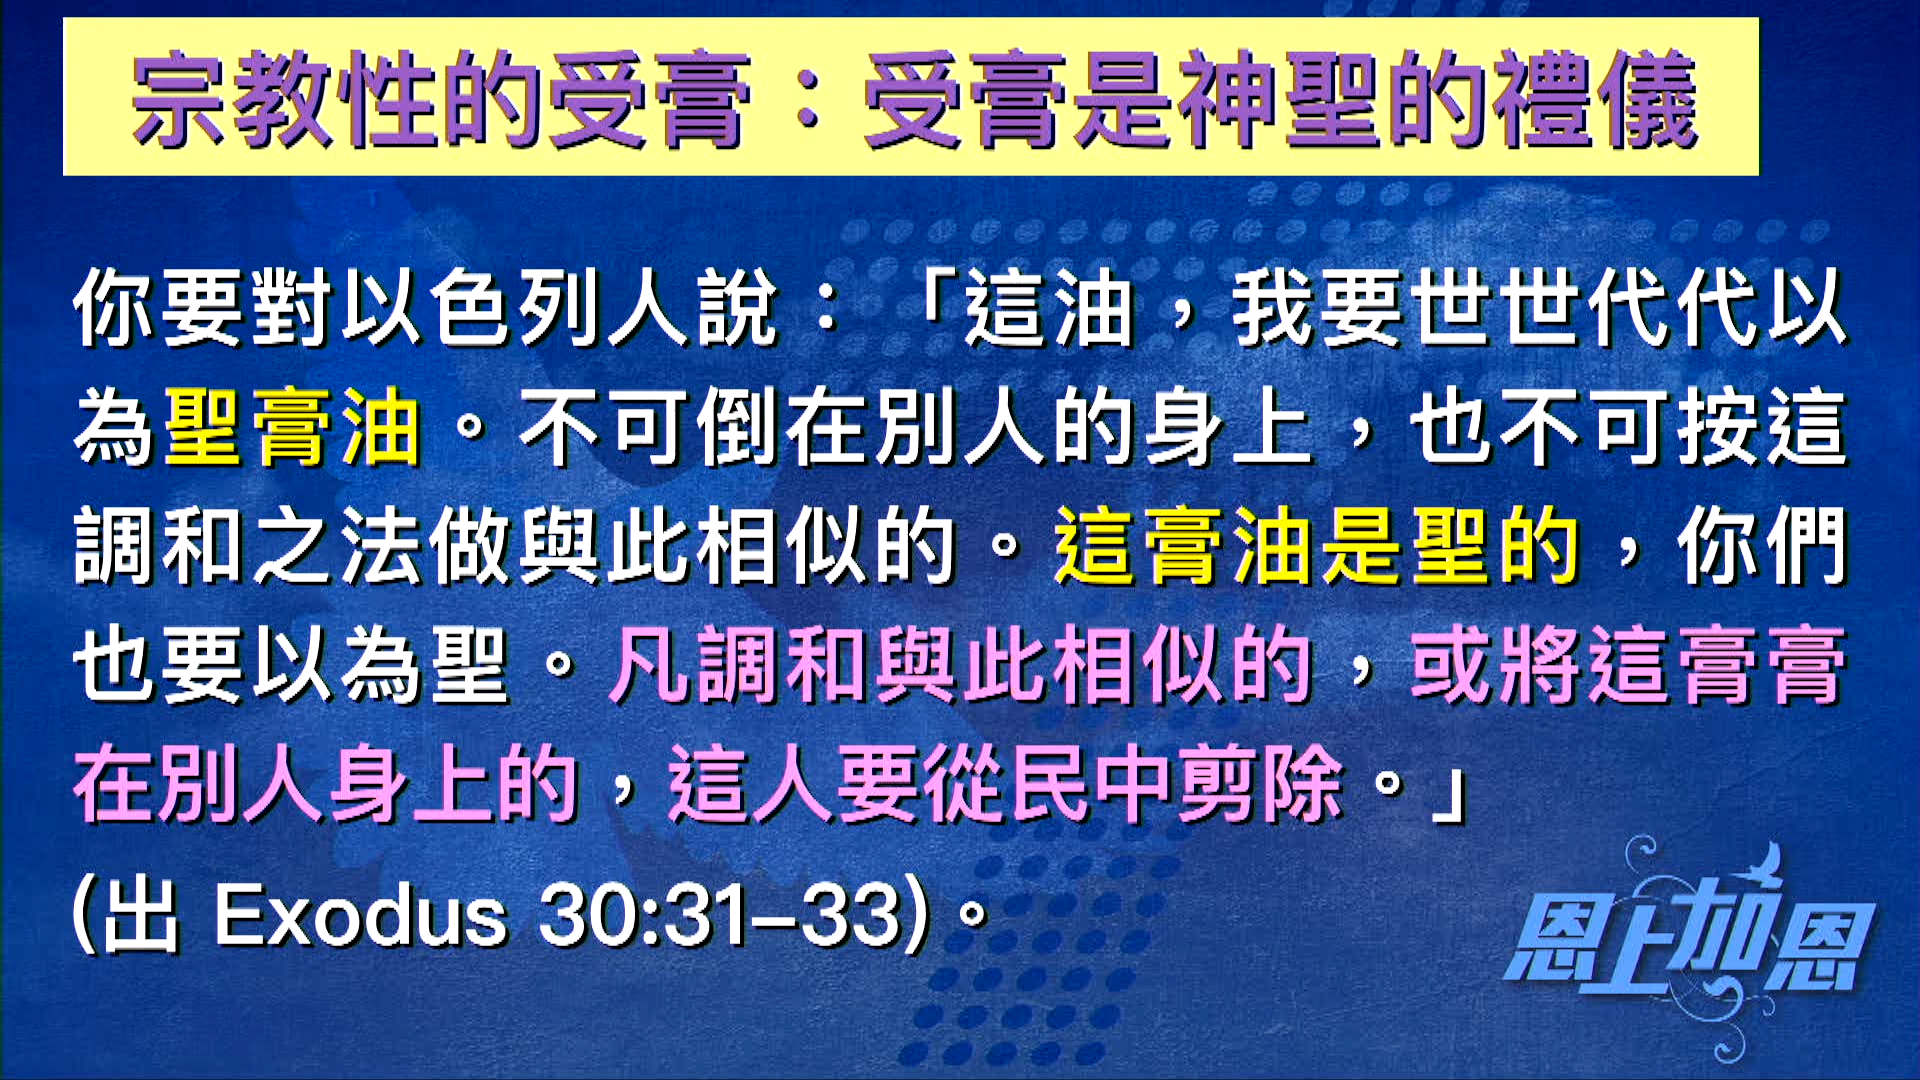 宗教性的受膏：受膏是神聖的禮儀
你要對以色列人說：「這油，我要世世代代以
為聖膏油。不可倒在別人的身上，也不可按這
調和之法做與此相似的。這膏油是聖的，你們
也要以為聖。凡調和與此相似的，或將這膏膏
在別人身上的，這人要從民中剪除。」
(出 Exodus 30:31-33)。
恩上加恩